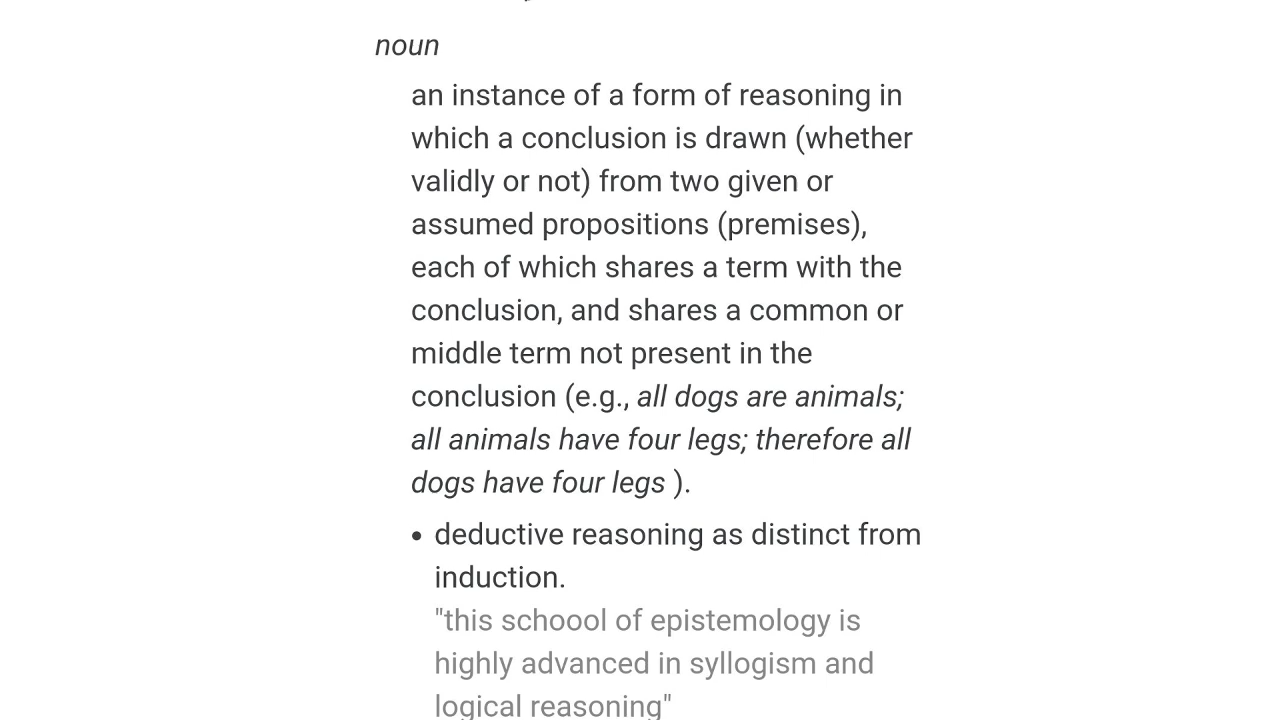 noun
an instance of a form of reasoning in
which a conclusion is drawn (whether
validly or not) from two given or
assumed propositions (premises),
each of which shares a term with the
conclusion, and shares a common or
middle term not present in the
conclusion (e.g., all dogs are animals;
all animals have four legs; therefore all
dogs have four legs ).
• deductive reasoning as distinct from
induction.
"this schoool of epistemology is
highly advanced in syllogism and
logical reasoning"